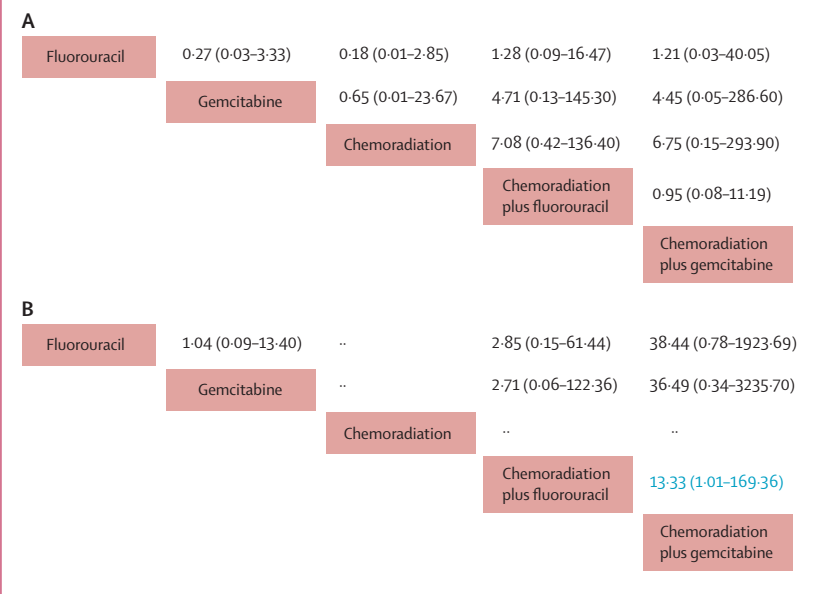 A
Fluorouracil 0·27 (0·03–3·33) 0·18 (0·01–2·85) 1·28 (0·09–16·47) 1·21 (0·03–40·05)
Gemcitabine 0·65 (0·01–23·67) 4·71 (0·13–145·30) 4·45 (0·05–286·60)
Chemoradiation 7·08 (0·42–136·40) 6·75 (0·15–293·90)
Chemoradiation
plus fluorouracil 0·95 (0·08–11·19)
Chemoradiation
plus gemcitabine
B
Fluorouracil 1·04 (0·09–13·40) ·· 2·85 (0·15–61·44) 38·44 (0·78–1923·69)
Gemcitabine ·· 2·71 (0·06–122·36) 36·49 (0·34–3235·70)
Chemoradiation ·· ··
Chemoradiation
plus fluorouracil 13·33 (1·01–169·36)
Chemoradiation
plus gemcitabine